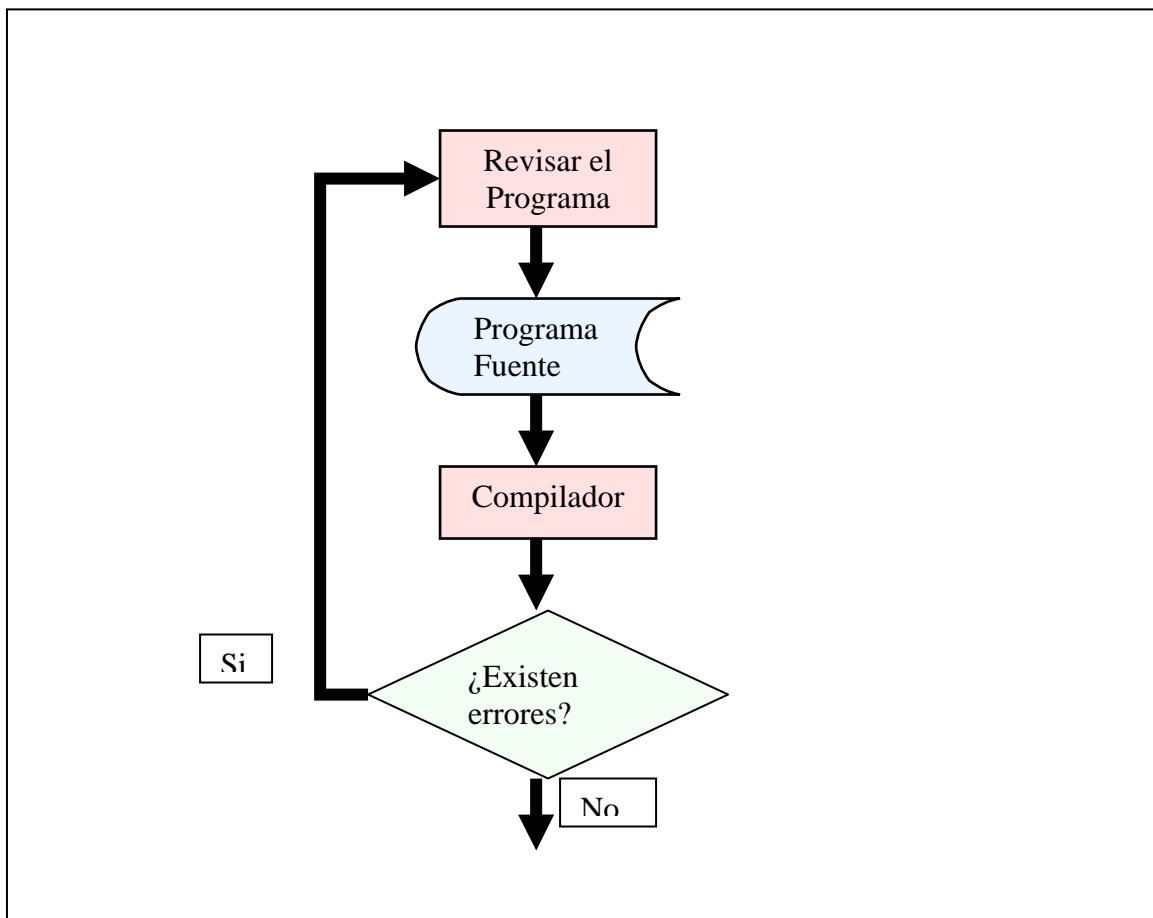 Revisar el
Programa
Programa
Fuente
Compilador
Si
¿Existen
errores?
No